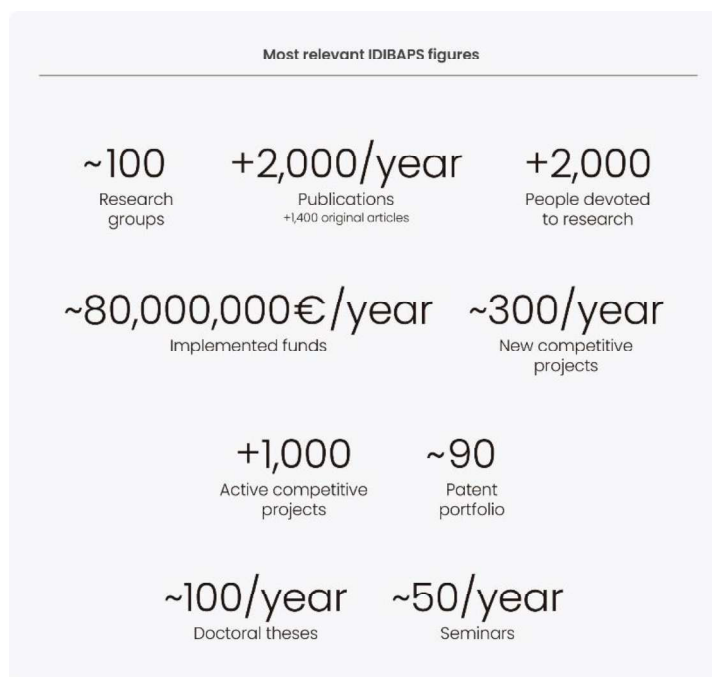 Most relevant IDIBAPS figures
~100
Research
groups
+2,000/year
Publications
+1,400 original articles
+2,000
People devoted
to research
~80,000,000€/year
Implemented funds
~300/year
New competitive
projects
+1,000
Active competitive
projects
~90
Patent
portfolio
~100/year
Doctoral theses
~50/year
Seminars